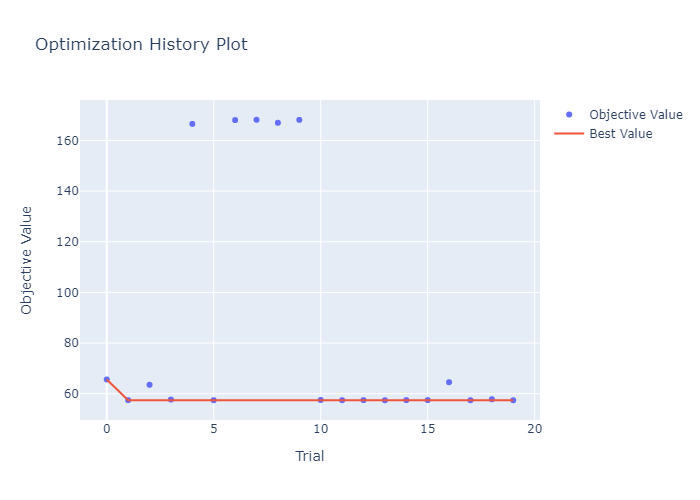 Optimization History Plot
Objective Value
Best Value
160
140
120
100
80
60
Objective Value
0
5
10
15
20
Trial